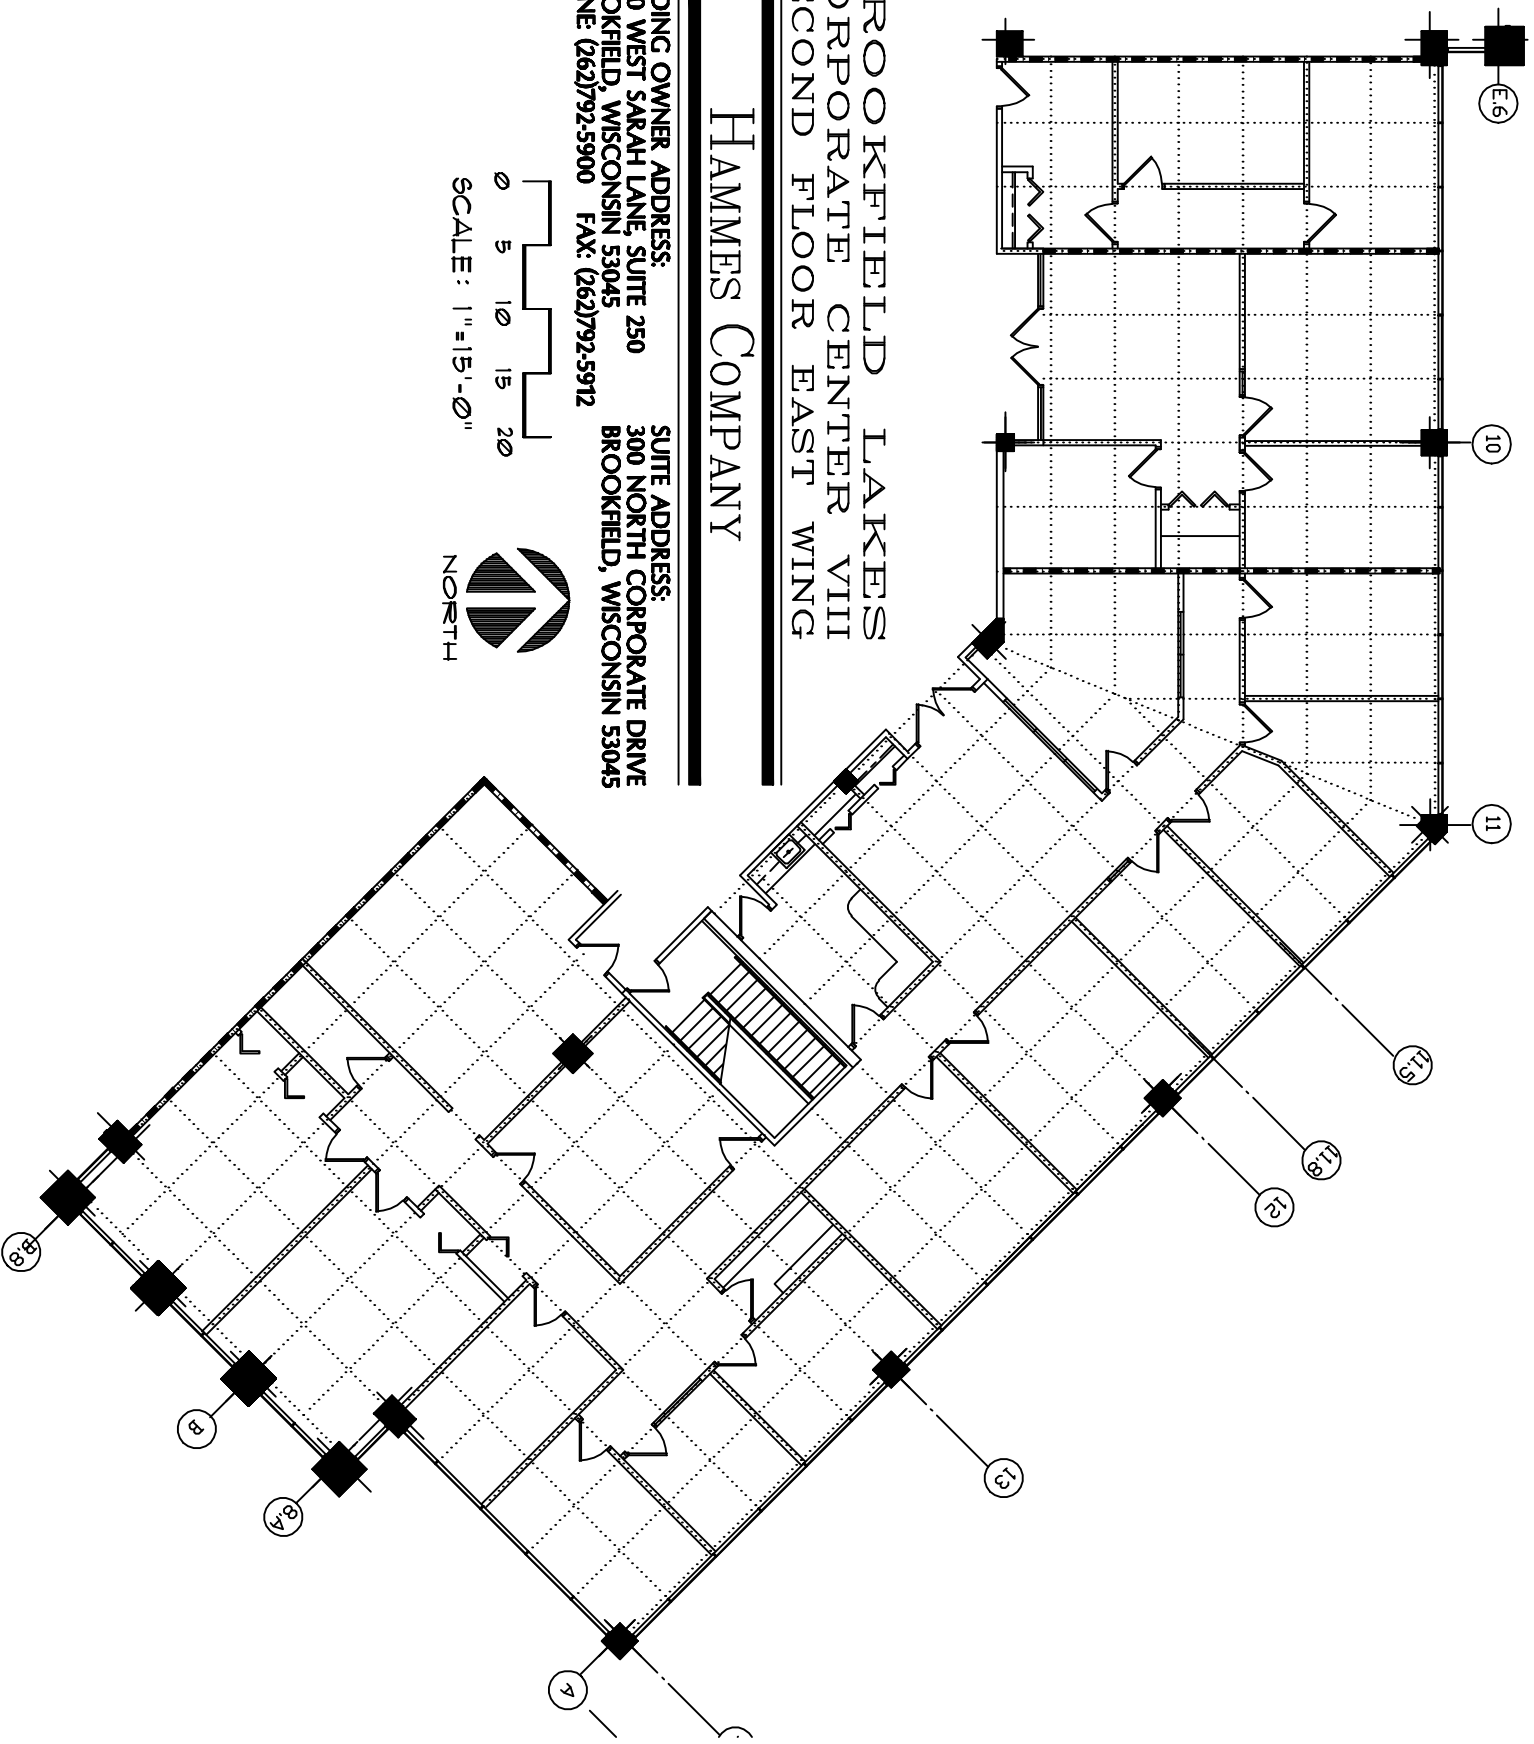 ROOKFIELD LAKES
ORPORATE CENTER VIII
COND FLOOR EAST WING
HAMMES COMPANY
DING OWNER ADDRESS:
0 WEST SARAH LANE, SUITE 250
OKFIELD, WISCONSIN 53045
NE: (262)792-5900 FAX: (262)792-5912
SUITE ADDRESS:
300 NORTH CORPORATE DRIVE
BROOKFIELD, WISCONSIN 53045
0 5 10 15 20
SCALE: 1"=15'-0"
NORTH
E.6
10
11
11.5
11.8
12
13
A
8.A
B
B.8